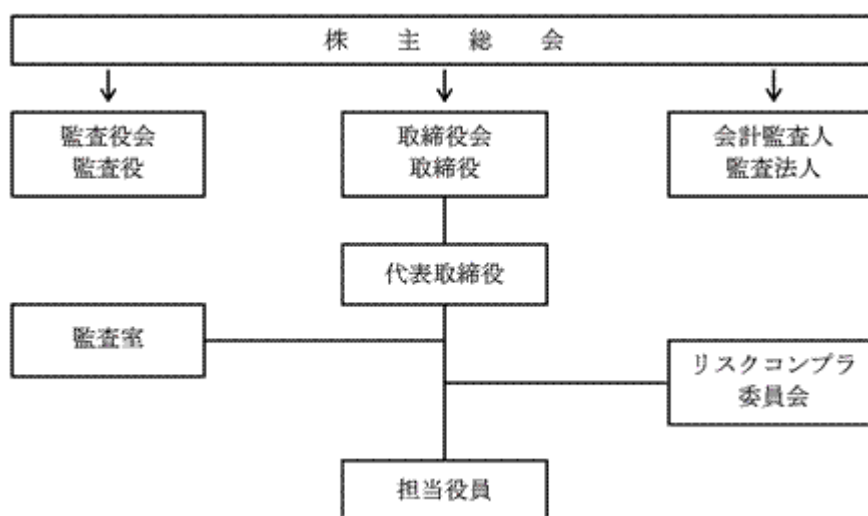 株主総会
監査役会
監査役
取締役会
取締役
会計監査人
監査法人
代表取締役
監査室
リスクコンプラ
委員会
担当役員